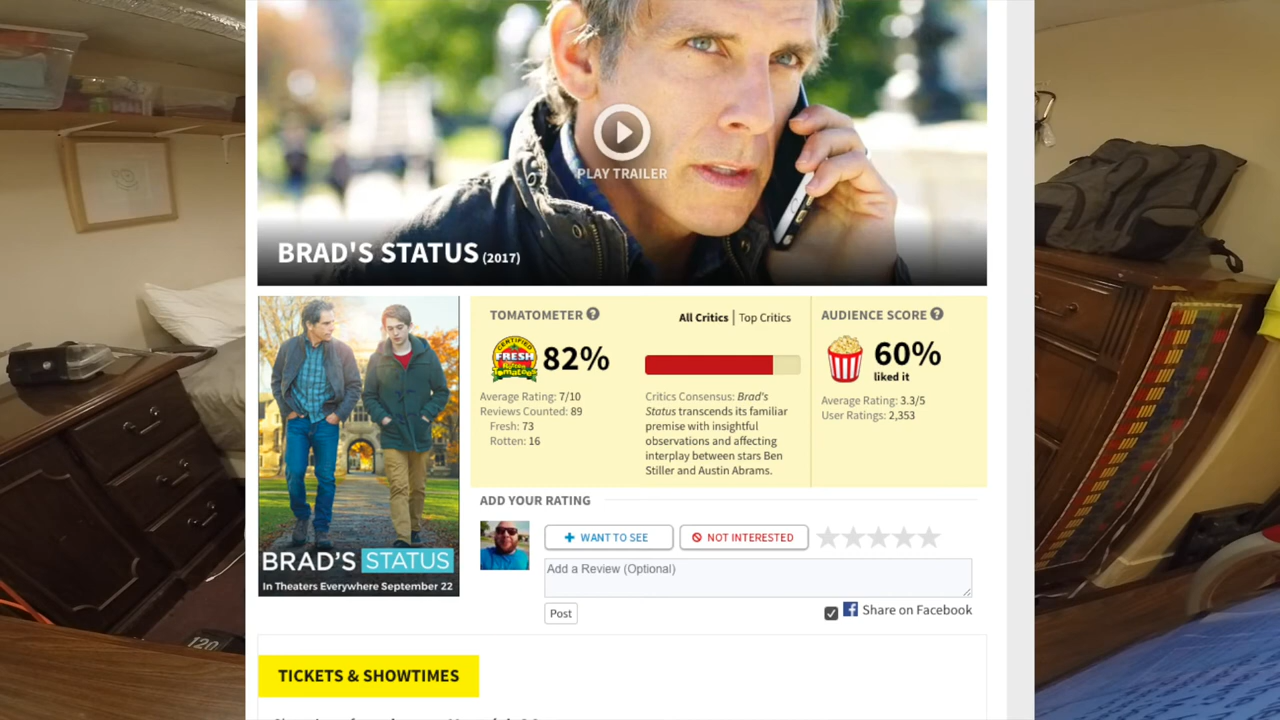 PLAY TRAILER
BRAD'S STATUS (2017)
TOMATOMETER ?
All Critics | Top Critics
AUDIENCE SCORE ?
CERTIFIED
FRESH
82%
60%
liked it
Average Rating: 7/10
Reviews Counted: 89
Fresh: 73
Rotten: 16
Critics Consensus: Brad's
Status transcends its familiar
premise with insightful
observations and affecting
interplay between stars Ben
Stiller and Austin Abrams.
Average Rating: 3.3/5
User Ratings: 2,353
BRAD'S STATUS
In Theaters Everywhere September 22
ADD YOUR RATING
WANT TO SEE
NOT INTERESTED
Add a Review (Optional)
Post
Share on Facebook
TICKETS & SHOWTIMES
120